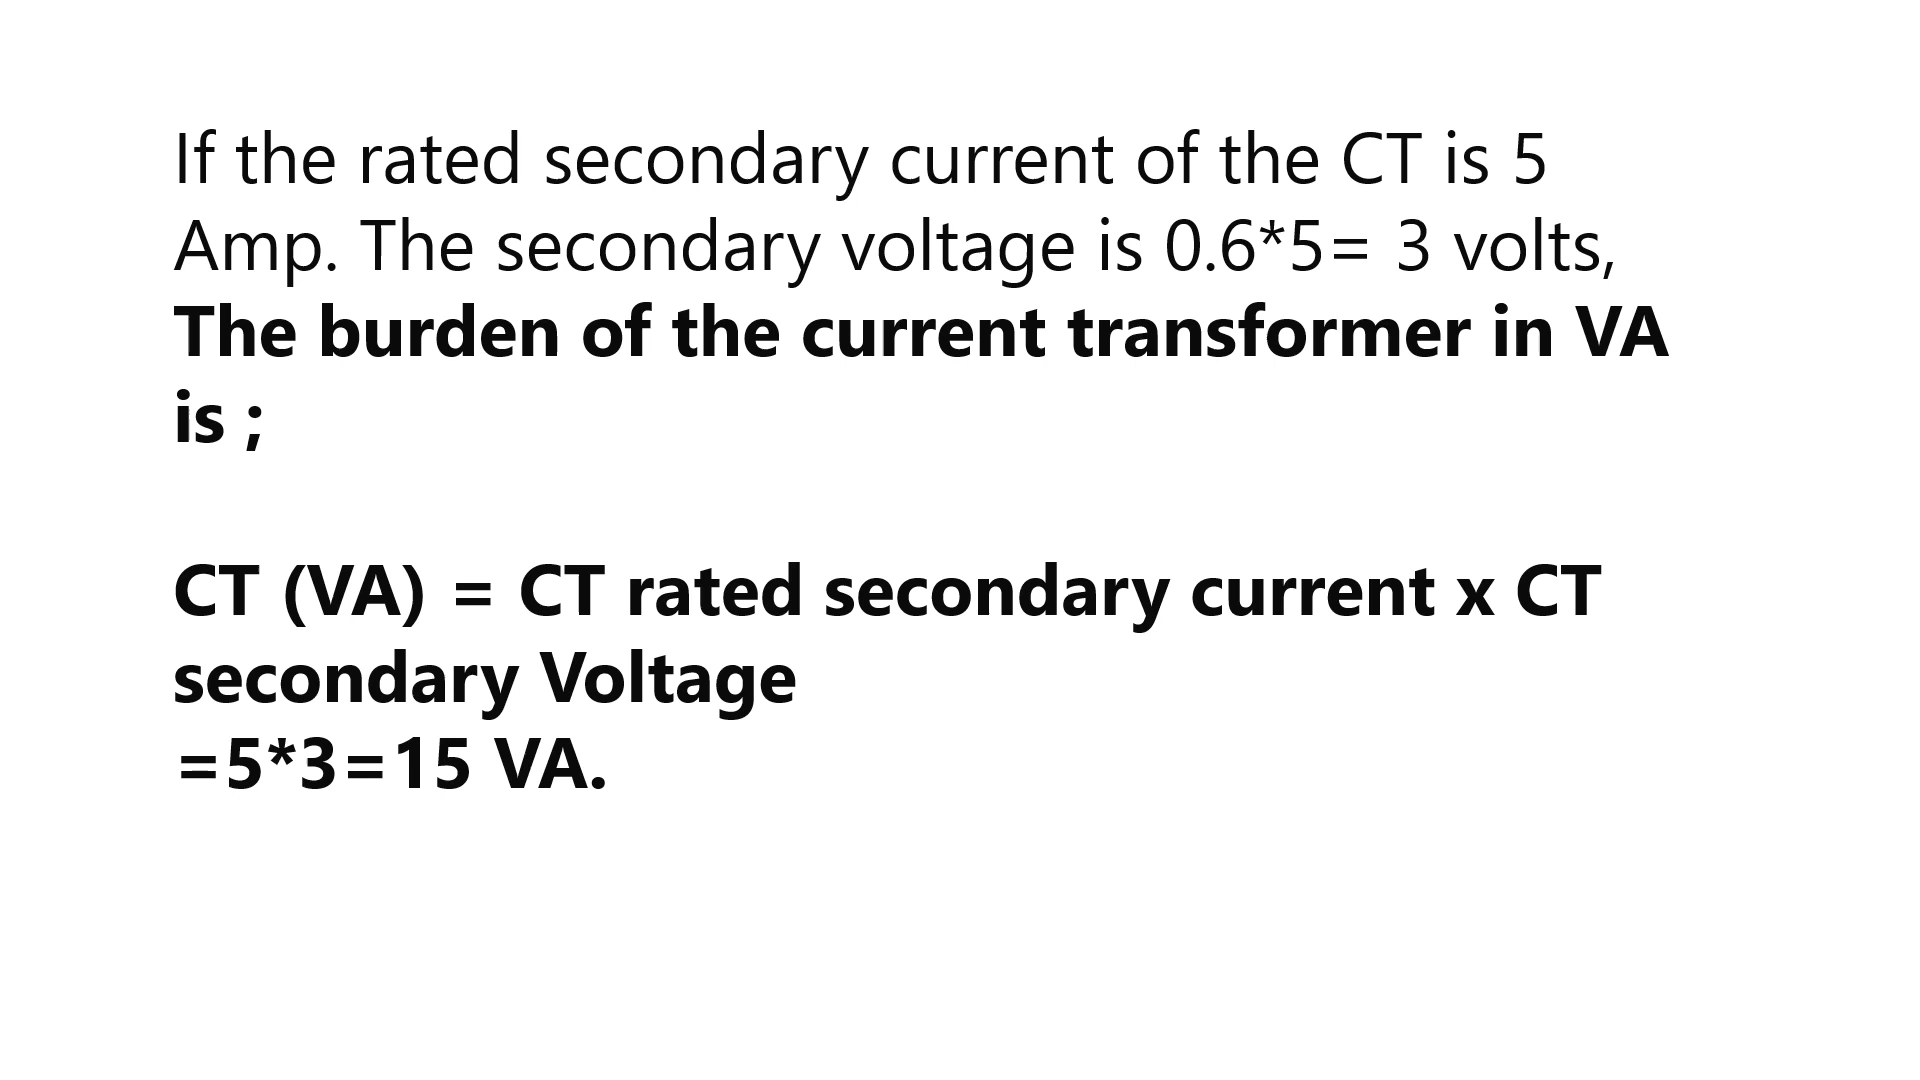 If the rated secondary current of the CT is 5
Amp. The secondary voltage is 0.6*5= 3 volts,
The burden of the current transformer in VA
is ;
CT (VA) = CT rated secondary current x CT
secondary Voltage
=5*3=15 VA.